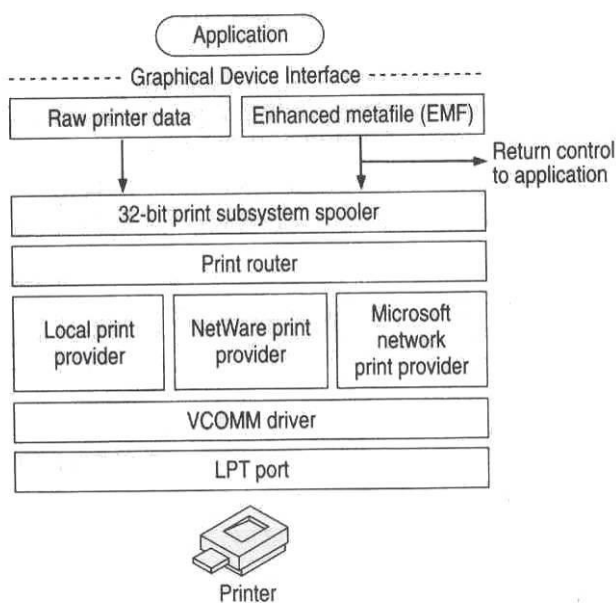 Application
Graphical Device Interface
Raw printer data
Enhanced metafile (EMF)
Return control
to application
32-bit print subsystem spooler
Print router
Local print
provider
NetWare print
provider
Microsoft
network
print provider
VCOMM driver
LPT port
Printer